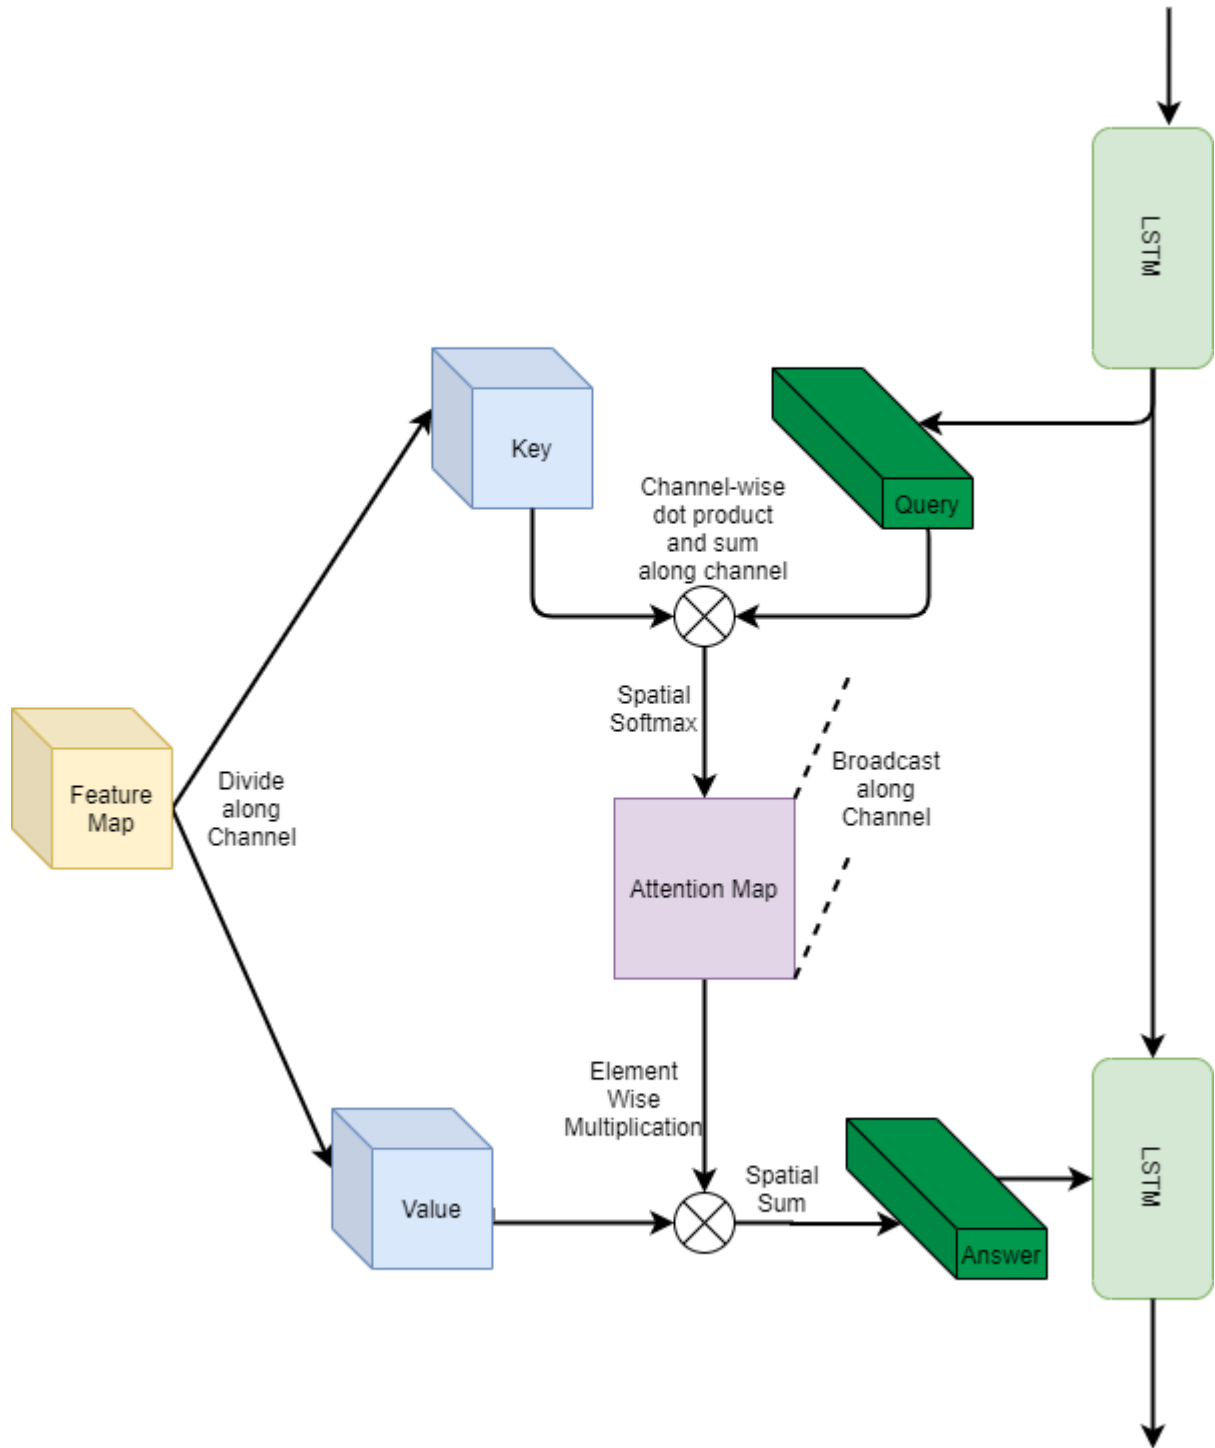 LSTM
Key
Query
Channel-wise
dot product
and sum
along channel
Spatial
Softmax
Broadcast
along
Channel
Feature
Map
Divide
along
Channel
Attention Map
Element
Wise
Multiplication
Value
Spatial
Sum
Answer
LSTM